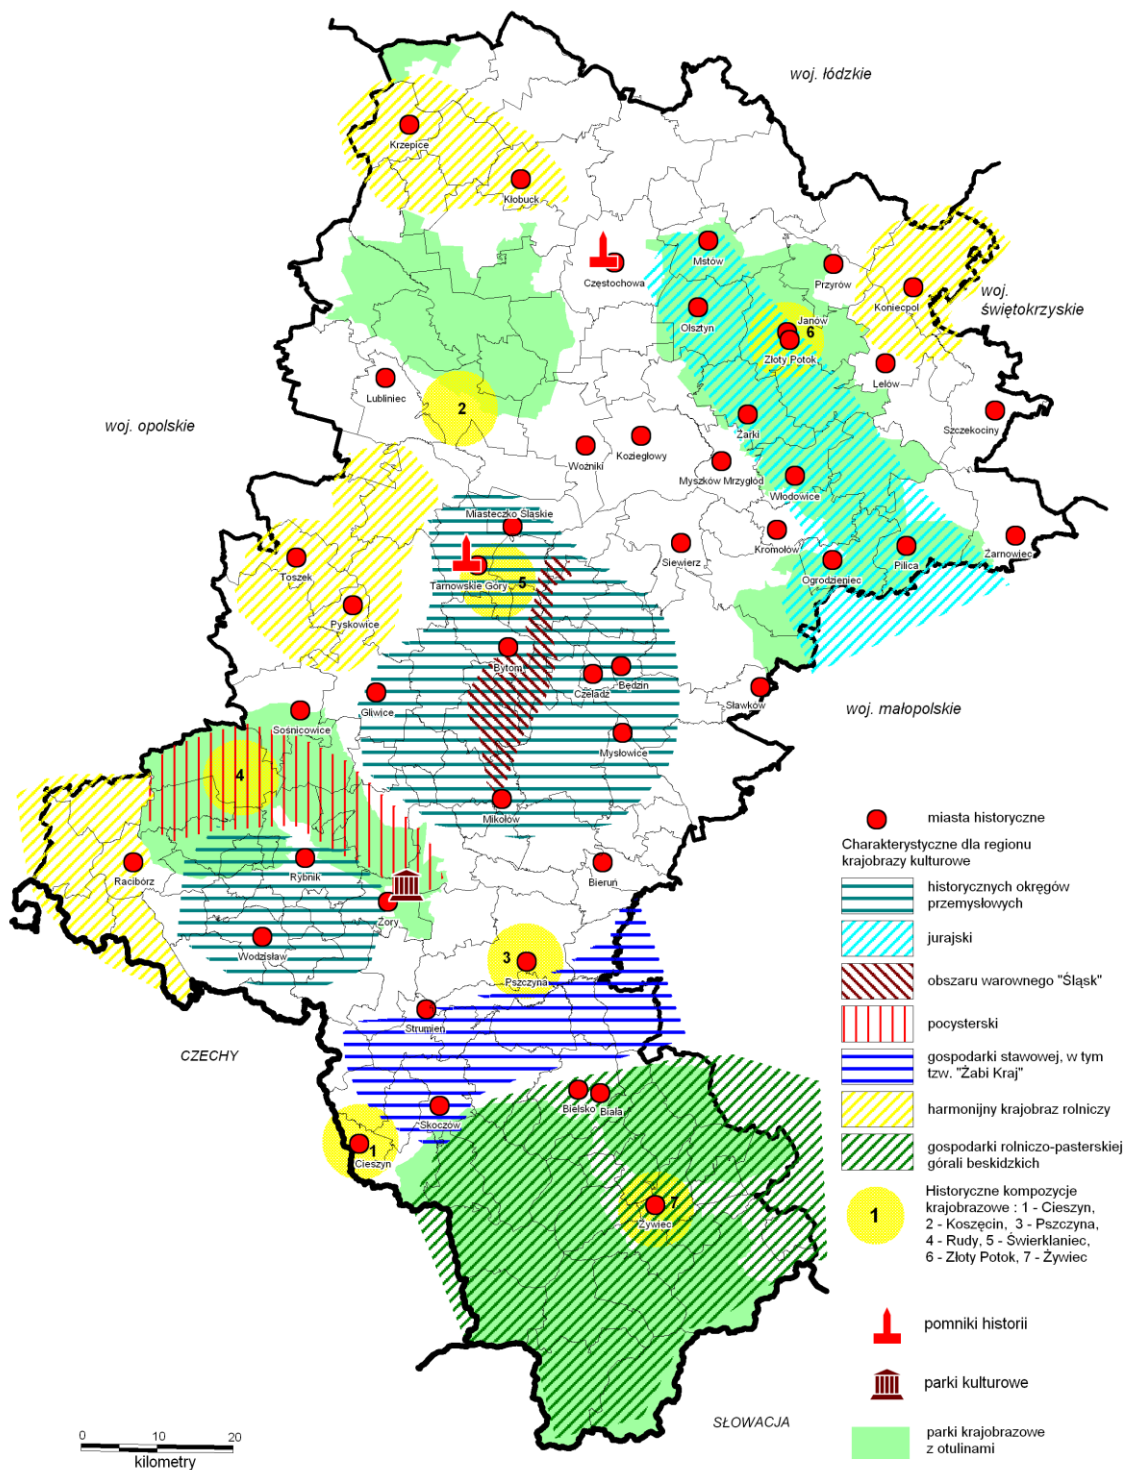 woj. łódzkie
Krzepice
Kłobuck
Mstów
Częstochowa
Przyrów
Koniecpol
woj.
świętokrzyskie
Olsztyn
Janów
6
Złoty Potok
Lelów
Lubliniec
2
Żarki
Szczekociny
woj. opolskie
Woźniki
Koziegłowy
Myszków Mrzygłód
Włodowice
Miasteczko Śląskie
Kromołów
Siewierz
Żarnowiec
Pilica
Ogrodzieniec
Toszek
Tarnowskie Góry
5
Pyskowice
Bytom
Będzin
Czeladź
Sławków
Gliwice
woj. małopolskie
Sośnicowice
Mysłowice
4
Mikołów
Rybnik
Racibórz
Bieruń
Żory
Wodzisław
3
Pszczyna
Strumień
CZECHY
Bielsko
Biała
Skoczów
1
Cieszyn
7
Żywiec
SŁOWACJA
miasta historyczne
Charakterystyczne dla regionu
krajobrazy kulturowe
historycznych okręgów
przemysłowych
jurajski
obszaru warownego "Śląsk"
pocysterski
gospodarki stawowej, w tym
tzw. "Żabi Kraj"
harmonijny krajobraz rolniczy
gospodarki rolniczo-pasterskiej
górali beskidzkich
1
Historyczne kompozycje
krajobrazowe : 1 - Cieszyn,
2 - Koszęcin, 3 - Pszczyna,
4 - Rudy, 5 - Świerklaniec,
6 - Złoty Potok, 7 - Żywiec
pomniki historii
parki kulturowe
parki krajobrazowe
z otulinami
0 10 20
kilometry